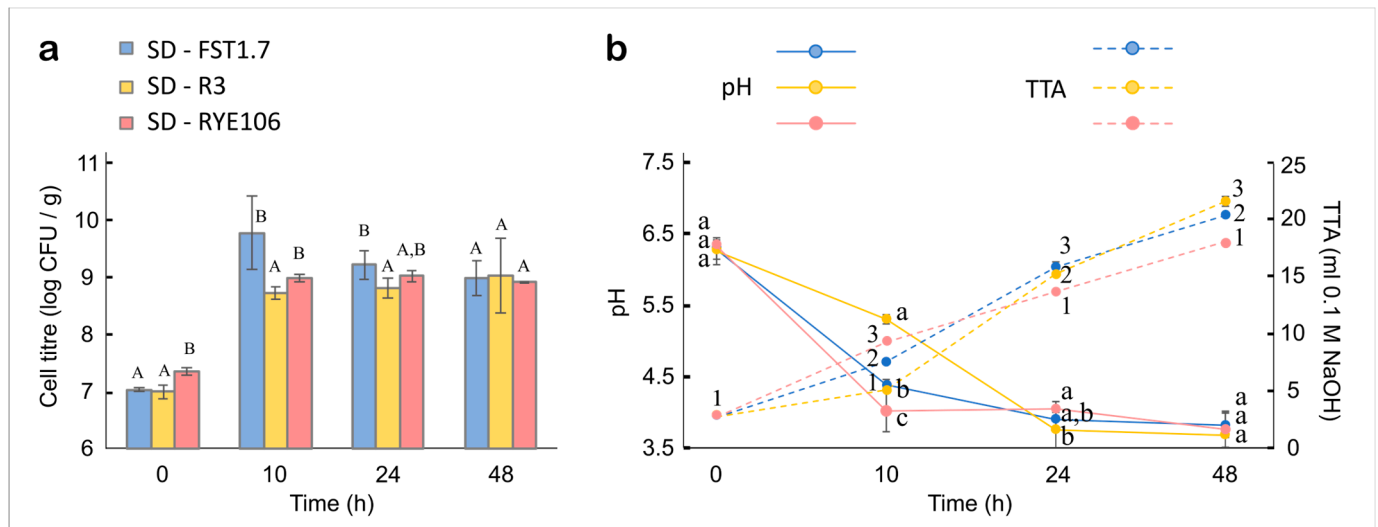 a
SD - FST1.7
SD - R3
SD - RYE106
Cell titre (log CFU / g)
11
10
9
8
7
6
A
A
B
B
A
B
B
A
A,B
A
A
A
0
10
24
48
Time (h)
b
pH
TTA
pH
7.5
6.5
5.5
4.5
3.5
a
a
a
1
3
2
1
a
b
c
3
2
1
a
a,b
b
3
2
1
a
a
a
25
20
15
10
5
0
TTA (ml 0.1 M NaOH)
0
10
24
48
Time (h)